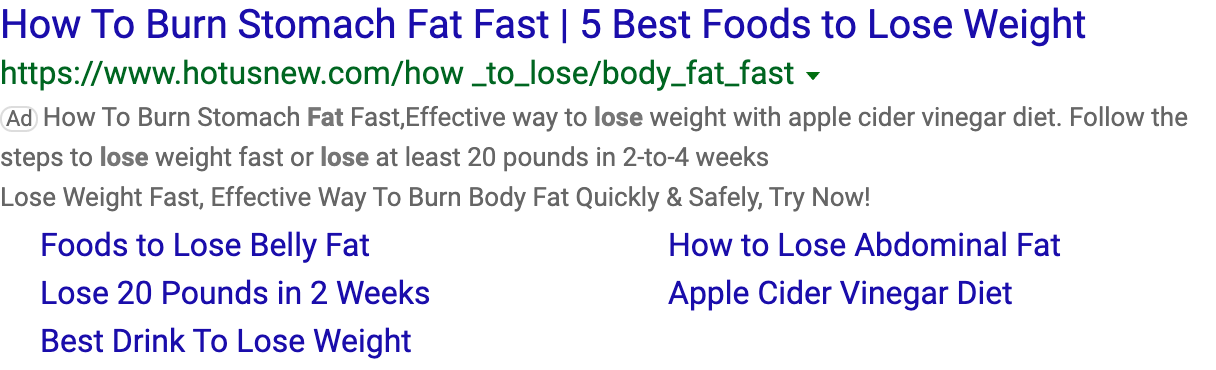 How To Burn Stomach Fat Fast | 5 Best Foods to Lose Weight
https://www.hotusnew.com/how _to_lose/body_fat_fast
Ad How To Burn Stomach Fat Fast,Effective way to lose weight with apple cider vinegar diet. Follow the
steps to lose weight fast or lose at least 20 pounds in 2-to-4 weeks
Lose Weight Fast, Effective Way To Burn Body Fat Quickly & Safely, Try Now!
Foods to Lose Belly Fat
How to Lose Abdominal Fat
Lose 20 Pounds in 2 Weeks
Apple Cider Vinegar Diet
Best Drink To Lose Weight